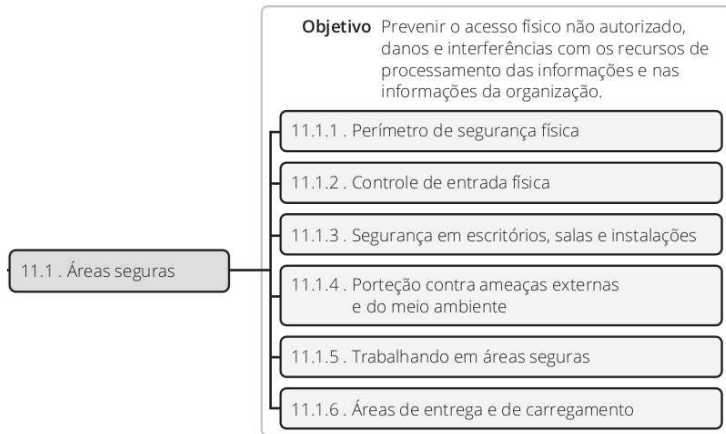 Objetivo Prevenir o acesso físico não autorizado,
danos e interferências com os recursos de
processamento das informações e nas
informações da organização.
11.1.1 . Perímetro de segurança física
11.1.2 . Controle de entrada física
11.1.3 . Segurança em escritórios, salas e instalações
11.1 . Áreas seguras
11.1.4 . Porteção contra ameaças externas
e do meio ambiente
11.1.5 . Trabalhando em áreas seguras
11.1.6 . Áreas de entrega e de carregamento